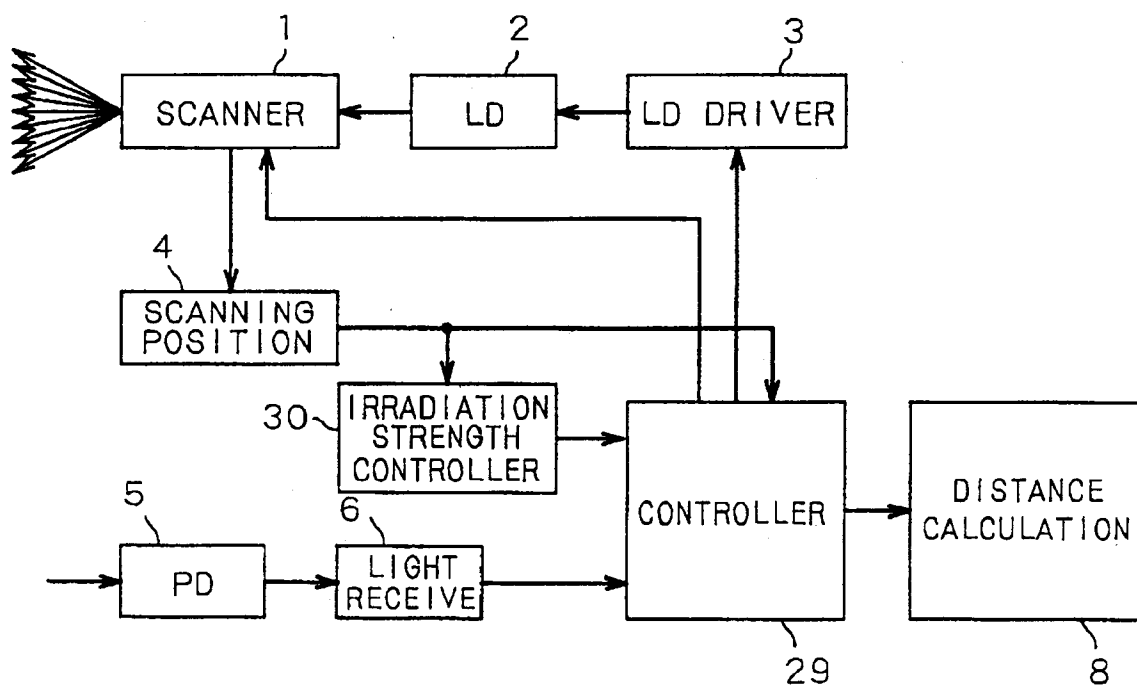 1
2
3
SCANNER
LD
LD DRIVER
4
SCANNING
POSITION
30
IRRADIATION
STRENGTH
CONTROLLER
5
6
PD
LIGHT
RECEIVE
CONTROLLER
DISTANCE
CALCULATION
29
8